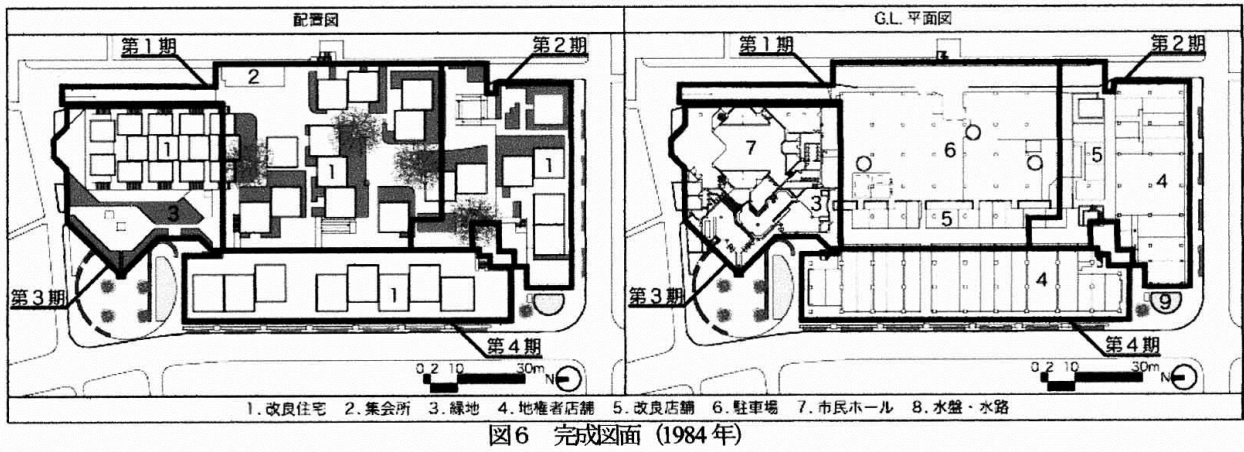 配置図
G.L.平面図
第1期
第2期
2
1
1
1
3
第3期
1
第4期
0 2 10 30m N
第1期
第2期
7
6
5
4
3
5
4
第3期
9
第4期
0 2 10 30m N
1.改良住宅 2.集会所 3.緑地 4.地権者店舗 5.改良店舗 6.駐車場 7.市民ホール 8.水盤・水路
図6 完成図面 (1984年)